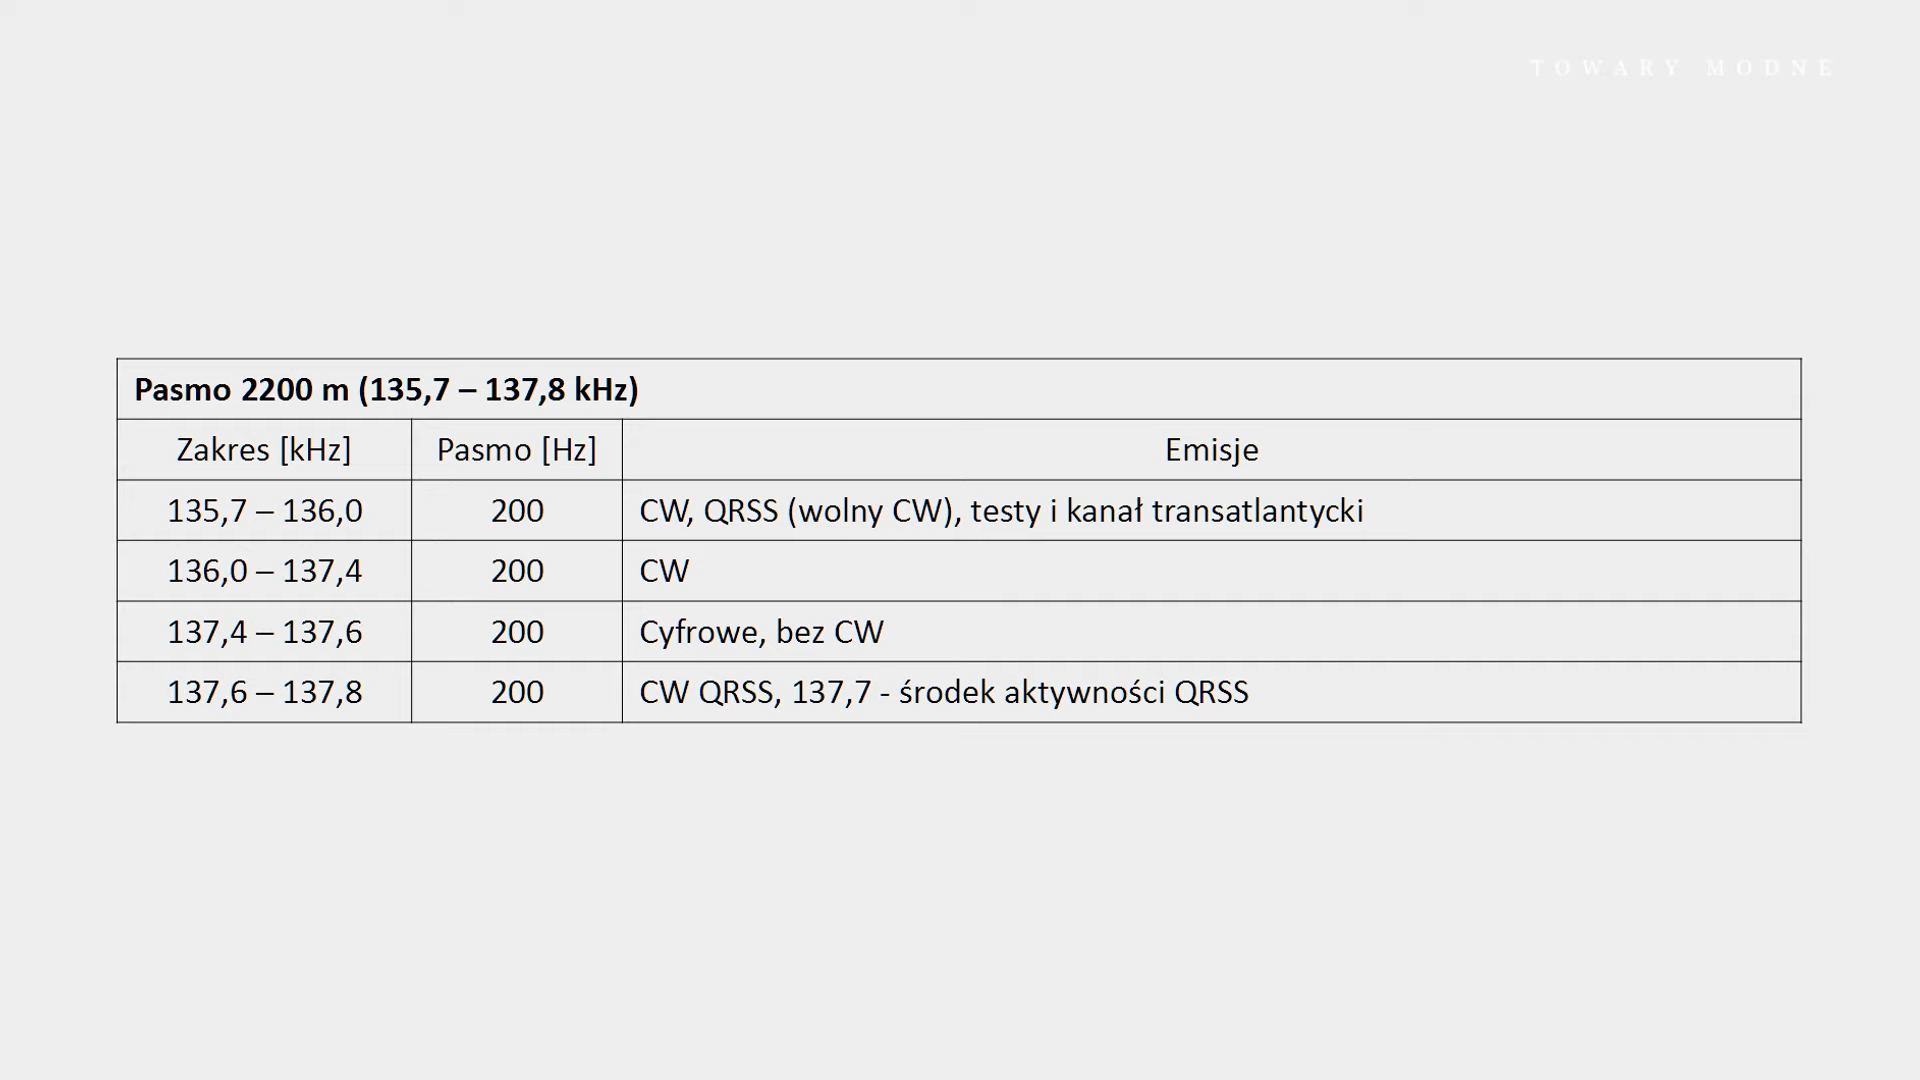 TOWARY MODNE
Pasmo 2200 m (135,7 – 137,8 kHz)
Zakres [kHz] Pasmo [Hz] Emisje
135,7 – 136,0 200 CW, QRSS (wolny CW), testy i kanał transatlantycki
136,0 – 137,4 200 CW
137,4 – 137,6 200 Cyfrowe, bez CW
137,6 – 137,8 200 CW QRSS, 137,7 - środek aktywności QRSS